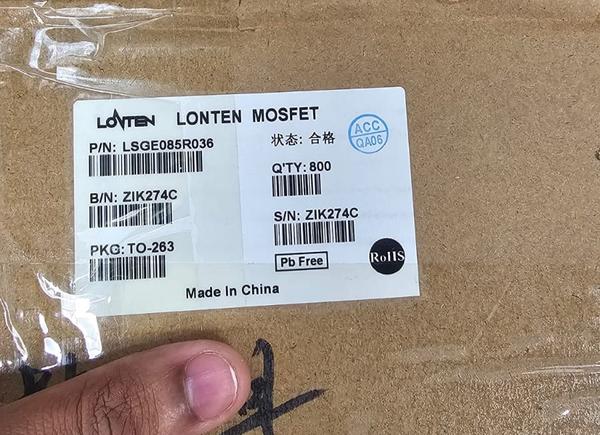 LONTEN LONTEN MOSFET
P/N: LSGE085R036
状态: 合格
ACC
QA06
Q'TY: 800
B/N: ZIK274C
S/N: ZIK274C
PKG: TO-263
Pb Free
RoHS
Made In China